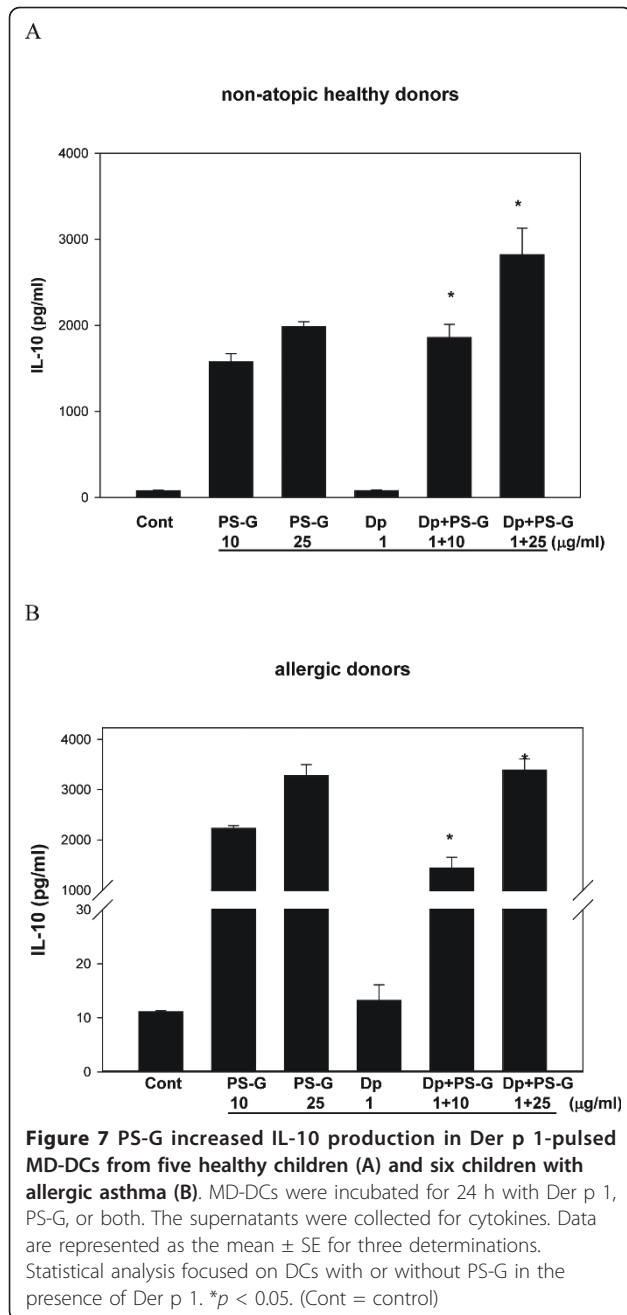 A
non-atopic healthy donors
4000
3000
2000
1000
0
IL-10 (pg/ml)
*
*
Cont PS-G PS-G Dp Dp+PS-G Dp+PS-G
10 25 1 1+10 1+25 (μg/ml)
B
allergic donors
4000
3000
2000
1000
30
20
10
0
IL-10 (pg/ml)
*
*
Cont PS-G PS-G Dp Dp+PS-G Dp+PS-G
10 25 1 1+10 1+25 (μg/ml)
Figure 7 PS-G increased IL-10 production in Der p 1-pulsed
MD-DCs from five healthy children (A) and six children with
allergic asthma (B). MD-DCs were incubated for 24 h with Der p 1,
PS-G, or both. The supernatants were collected for cytokines. Data
are represented as the mean ± SE for three determinations.
Statistical analysis focused on DCs with or without PS-G in the
presence of Der p 1. *p < 0.05. (Cont = control)